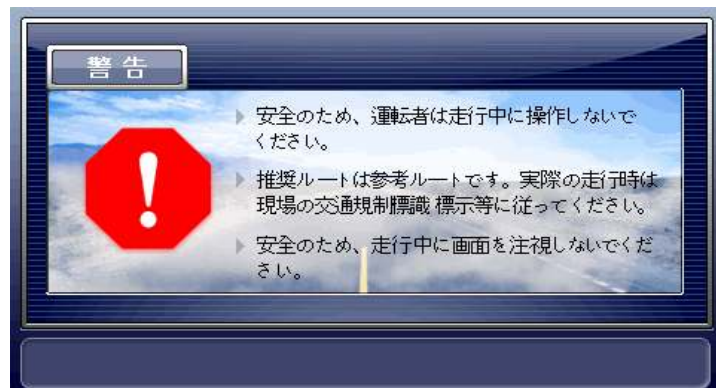 警告
安全のため、運転者は走行中に操作しないで
ください。
推奨ルートは参考ルートです。実際の走行時は
現場の交通規制標識 標示等に従ってください。
安全のため、走行中に画面を注視しないでくだ
さい。